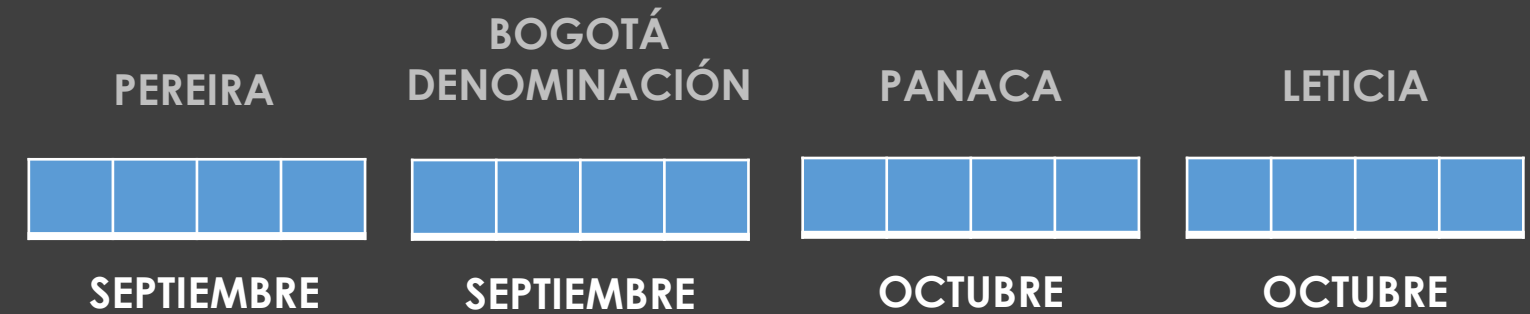 PEREIRA
BOGOTÁ
DENOMINACIÓN
PANACA
LETICIA
SEPTIEMBRE
SEPTIEMBRE
OCTUBRE
OCTUBRE